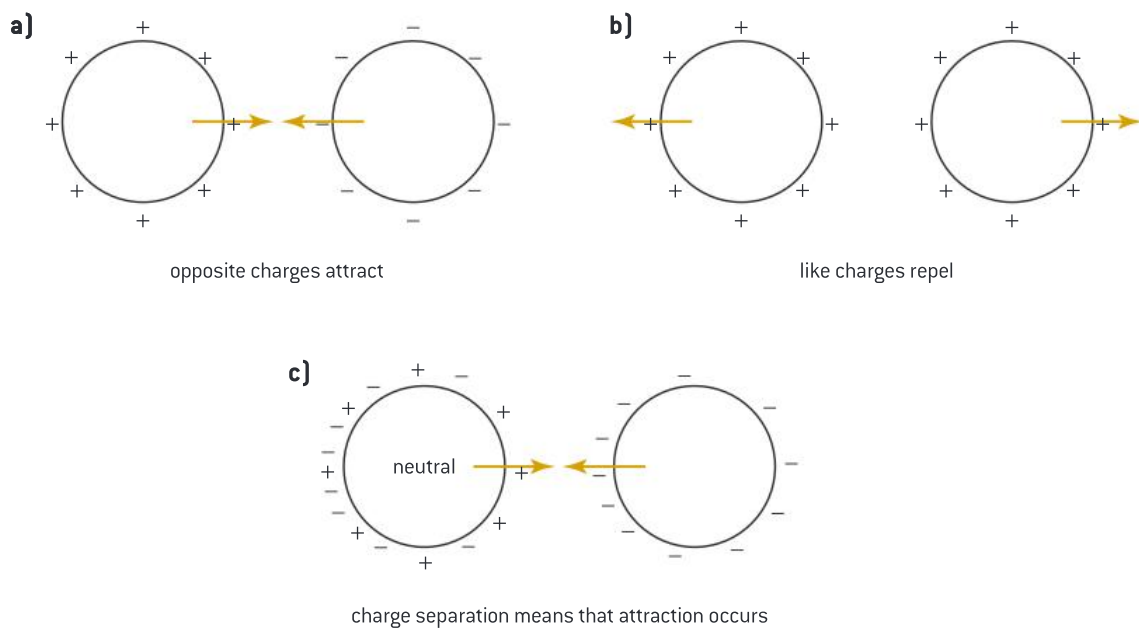 a)
b)
opposite charges attract
like charges repel
c)
neutral
charge separation means that attraction occurs